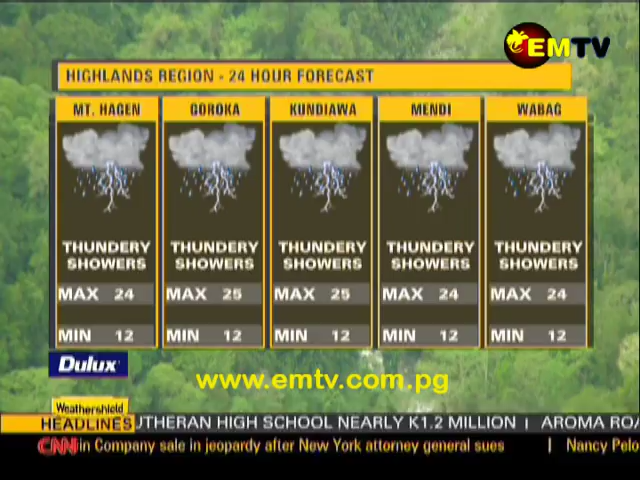 EMTV
HIGHLANDS REGION - 24 HOUR FORECAST
MT. HAGEN GOROKA KUNDIAWA MENDI WABAG
THUNDERY THUNDERY THUNDERY THUNDERY THUNDERY
SHOWERS SHOWERS SHOWERS SHOWERS SHOWERS
MAX 24 MAX 25 MAX 25 MAX 24 MAX 24
MIN 12 MIN 12 MIN 12 MIN 12 MIN 12
Dulux
www.emtv.com.pg
Weathershield
HEADLINES UTHERAN HIGH SCHOOL NEARLY K1.2 MILLION | AROMA ROA
CNN in Company sale in jeopardy after New York attorney general sues | Nancy Pelo